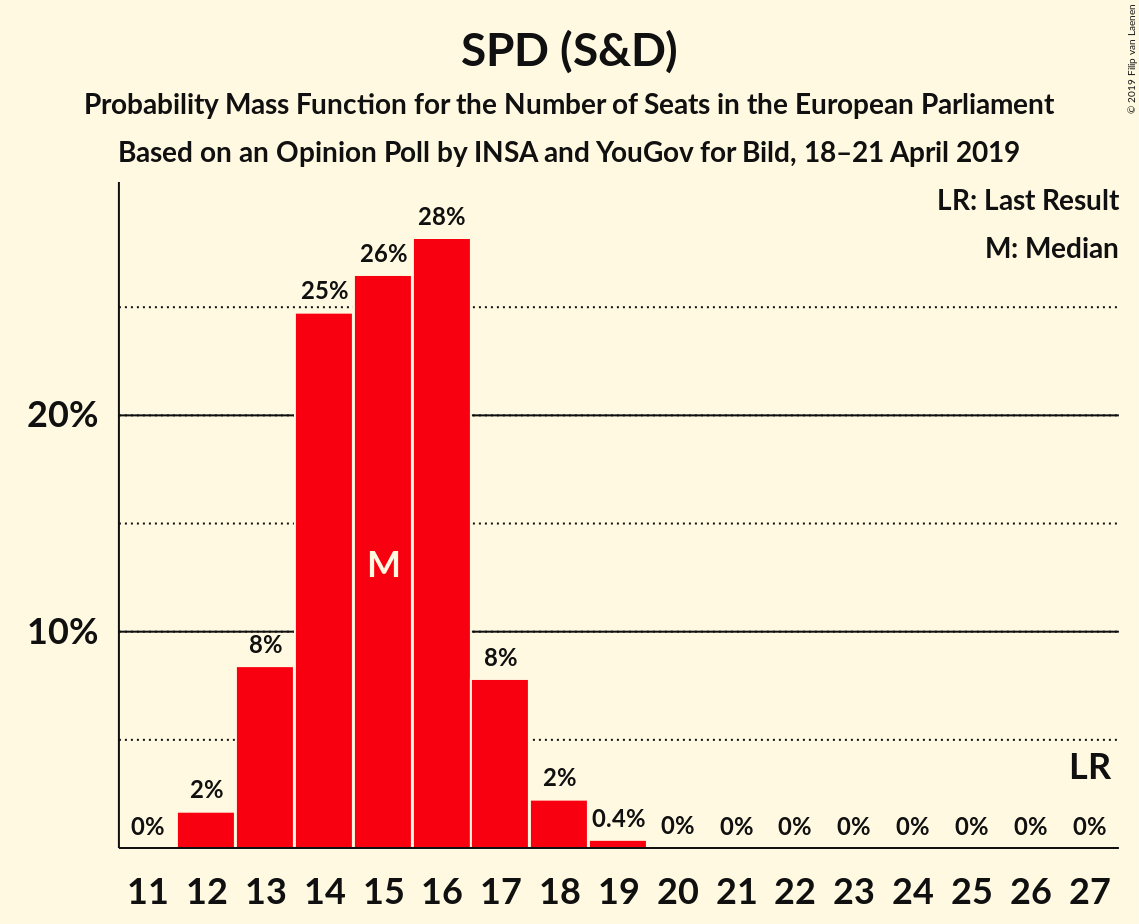 SPD (S&D)
Probability Mass Function for the Number of Seats in the European Parliament
Based on an Opinion Poll by INSA and YouGov for Bild, 18–21 April 2019
© 2019 Filip van Laenen
LR: Last Result
M: Median
28%
26%
25%
20%
M
10%
8%
8%
LR
2%
2%
0%
0.4%
0%
0%
0%
0%
0%
0%
0%
0%
11 12 13 14 15 16 17 18 19 20 21 22 23 24 25 26 27